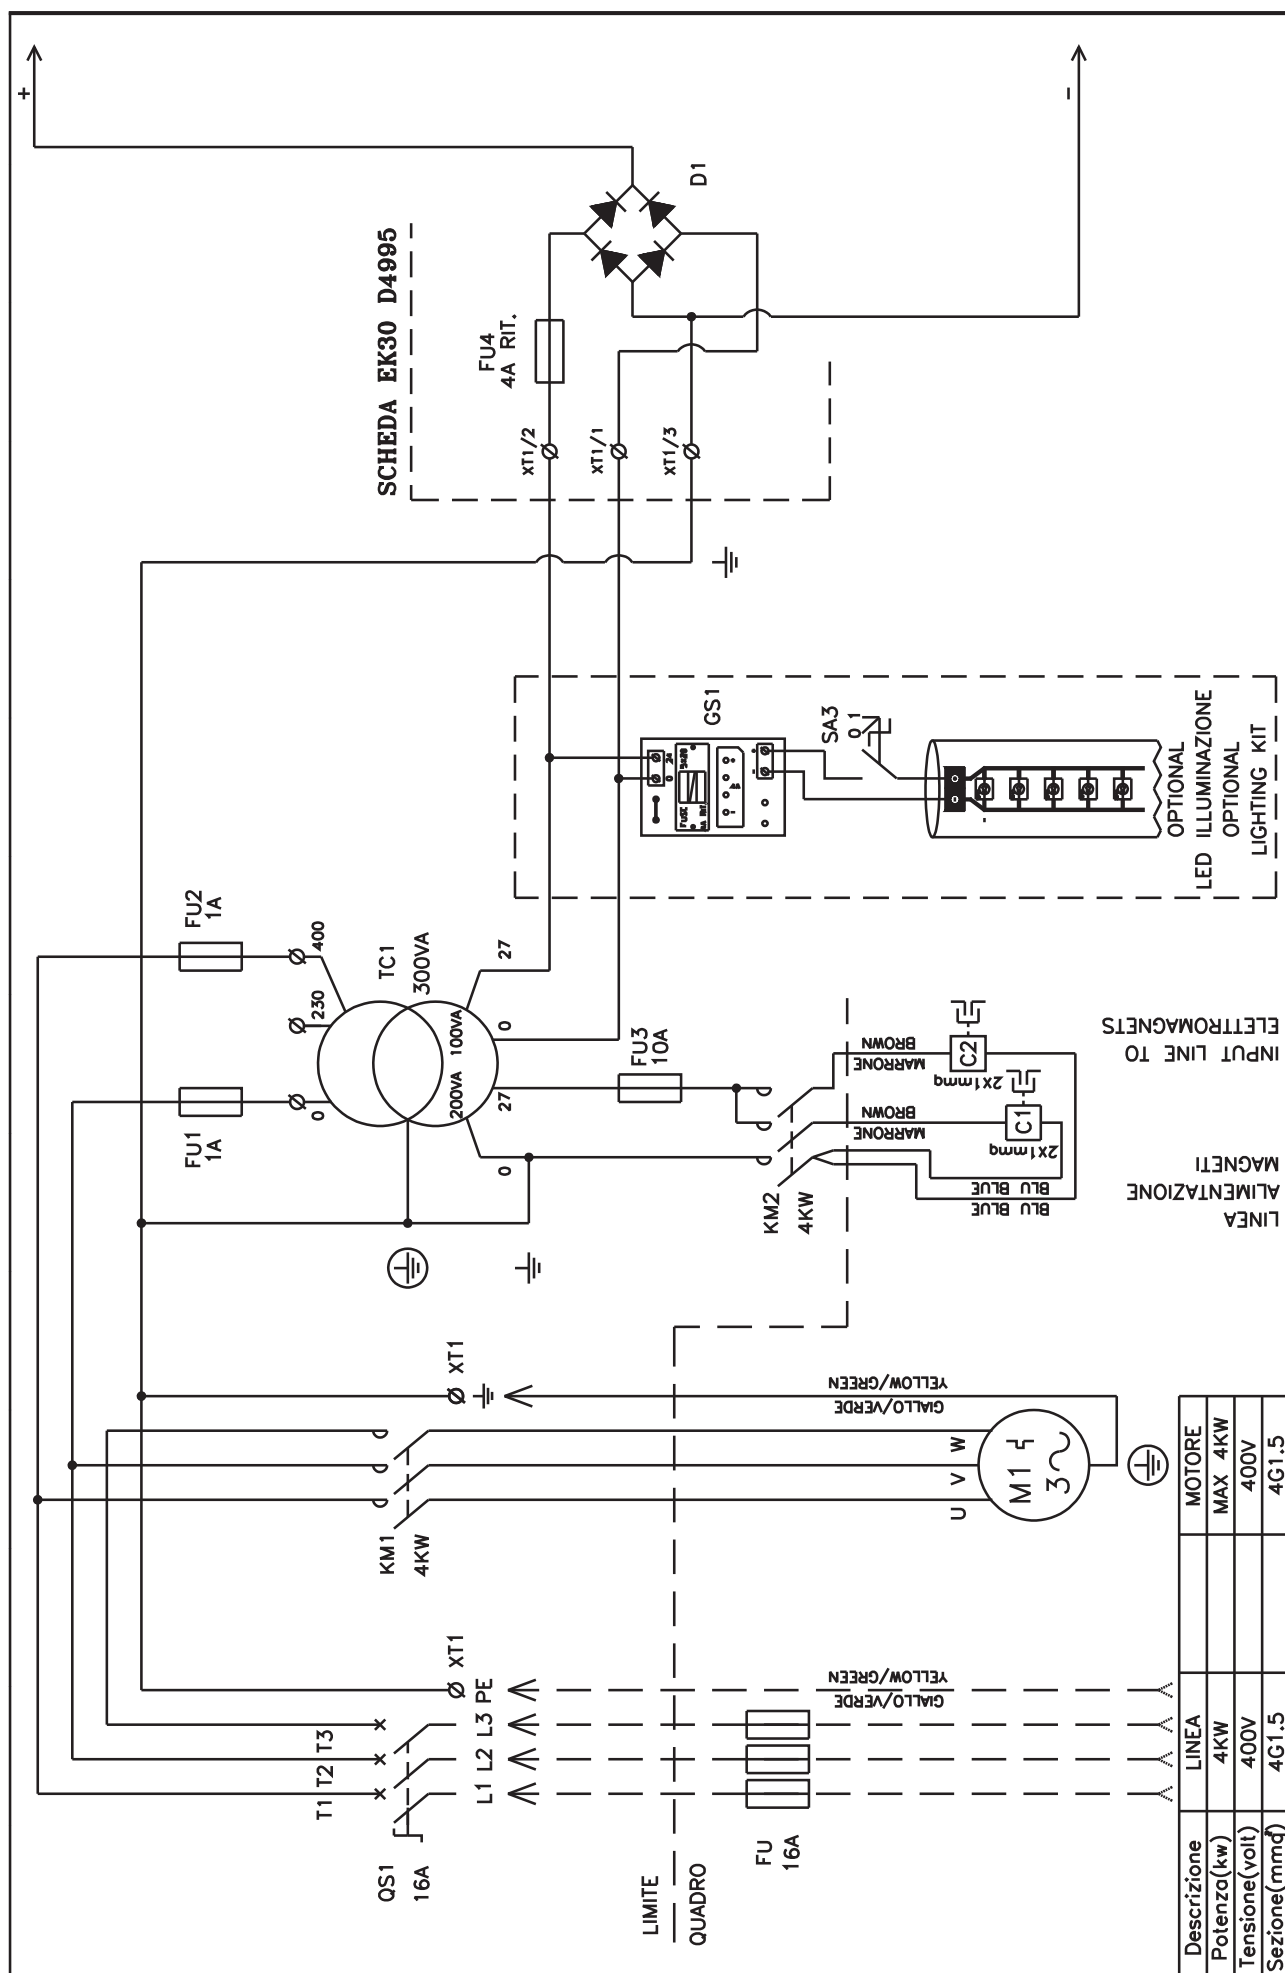 +
-
SCHEDA EK30 D4995
D1
FU4
4A RIT.
XT1/2
XT1/1
XT1/3
GS1
0 24
FUSE 5x20
+
-
SA3
0 1
OPTIONAL
LED ILLUMINAZIONE
OPTIONAL
LIGHTING KIT
FU2
1A
FU1
1A
0
230
400
TC1
300VA
200VA 100VA
0
27
0
27
FU3
10A
KM2
4KW
MARRONE
BROWN
MARRONE
BROWN
BLU BLUE
BLU BLUE
C1
2X1mmq
C2
2X1mmq
LINEA
ALIMENTAZIONE
MAGNETI
INPUT LINE TO
ELETTROMAGNETS
XT1
GIALLO/VERDE
YELLOW/GREEN
KM1
4KW
U V W
M1
3
QS1
16A
T1 T2 T3
L1 L2 L3 PE
XT1
GIALLO/VERDE
YELLOW/GREEN
LIMITE
QUADRO
FU
16A
Descrizione LINEA MOTORE
Potenza(kw) 4KW MAX 4KW
Tensione(volt) 400V 400V
Sezione(mmq) 4G1.5 4G1.5